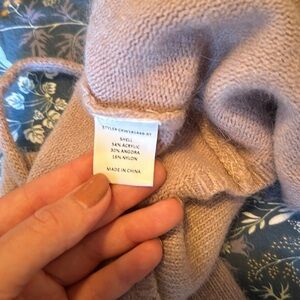 SHELL
54% ACRYLIC
30% ANGORA
16% NYLON
MADE IN CHINA